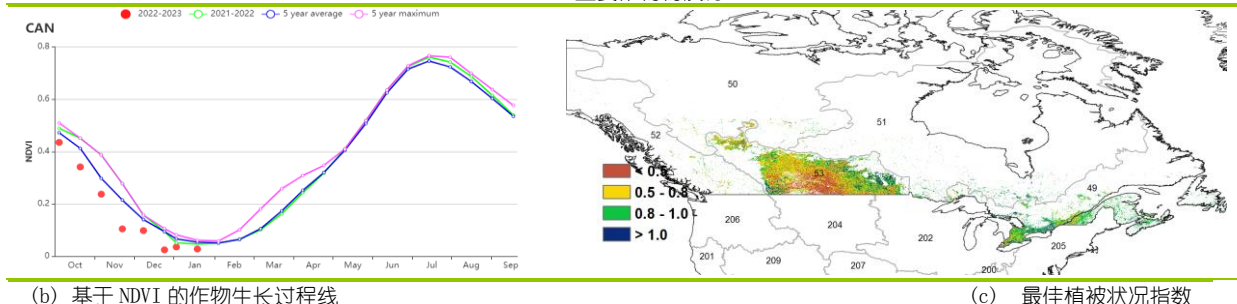 2022-2023 2021-2022 5 year average 5 year maximum
CAN
0.8
0.6
0.4
0.2
0
NDVI
Oct Nov Dec Jan Feb Mar Apr May Jun Jul Aug Sep
50
51
52
53
49
< 0.5
0.5 - 0.8
0.8 - 1.0
> 1.0
206
204
202
205
201
209
207
200
(b) 基于 NDVI 的作物生长过程线
(c) 最佳植被状况指数